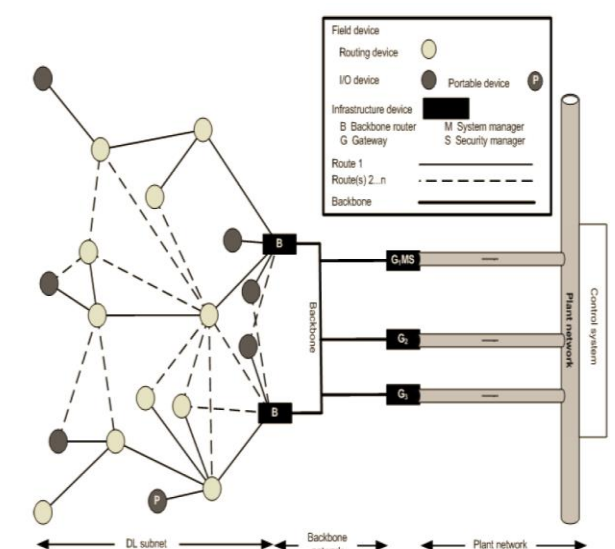 Field device
Routing device
I/O device
Portable device
P
Infrastructure device
B Backbone router
M System manager
G Gateway
S Security manager
Route 1
Route(s) 2...n
Backbone
B
G₁MS
Backbone
G₂
Plant network
Control system
G₃
B
P
DL subnet
Backbone
Plant network